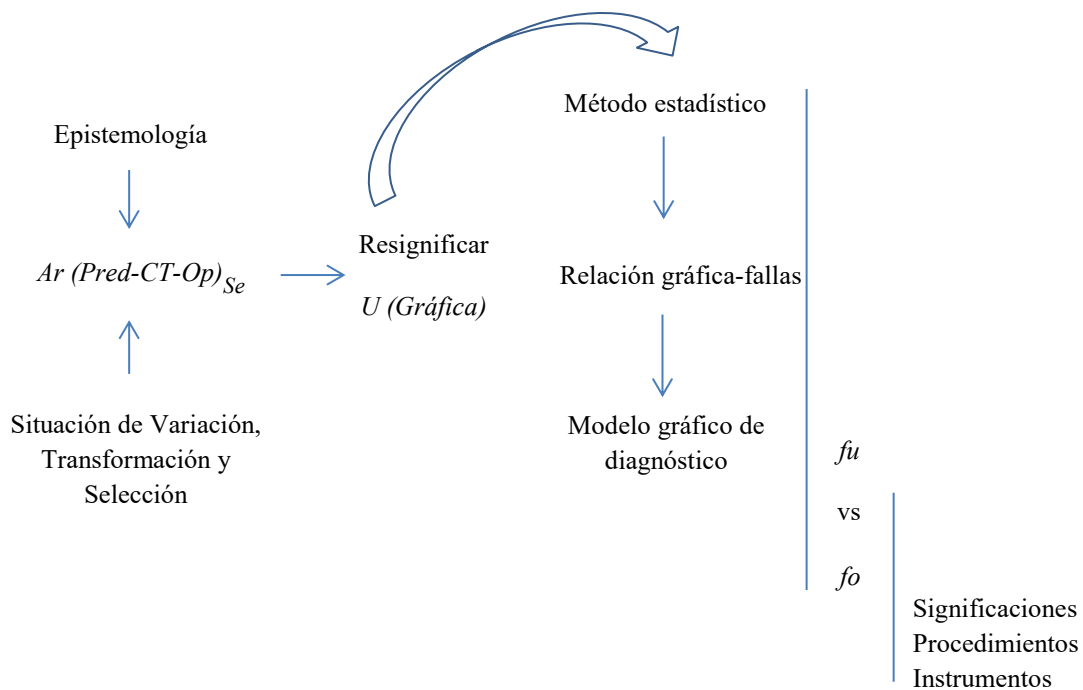 Epistemología
Ar (Pred-CT-Op)Se
Situación de Variación,
Transformación y
Selección
Resignificar
U (Gráfica)
Método estadístico
Relación gráfica-fallas
Modelo gráfico de
diagnóstico
fu
vs
fo
Significaciones
Procedimientos
Instrumentos